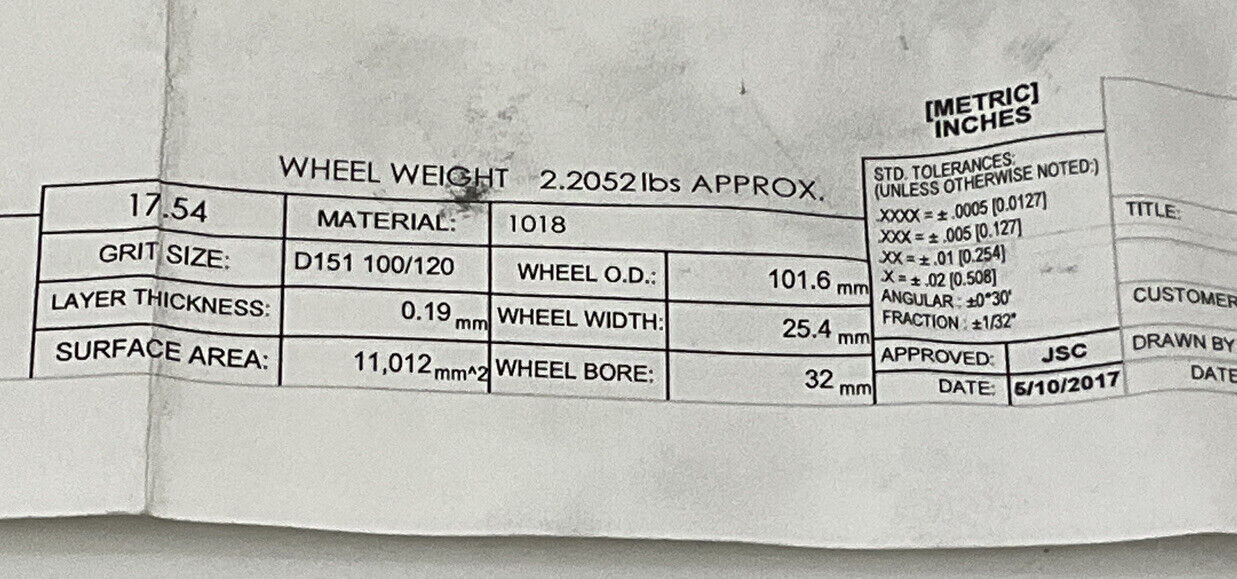 [METRIC]
INCHES
WHEEL WEIGHT 2.2052 lbs APPROX.
17.54 MATERIAL: 1018
GRIT SIZE: D151 100/120 WHEEL O.D.: 101.6 mm
LAYER THICKNESS: 0.19 mm WHEEL WIDTH: 25.4 mm
SURFACE AREA: 11,012 mm^2 WHEEL BORE: 32 mm
STD. TOLERANCES:
(UNLESS OTHERWISE NOTED:)
.XXXX = ± .0005 [0.0127]
.XXX = ± .005 [0.127]
.XX = ± .01 [0.254]
.X = ± .02 [0.508]
ANGULAR : ±0°30'
FRACTION : ±1/32"
APPROVED: JSC
DATE: 5/10/2017
TITLE:
CUSTOMER
DRAWN BY
DATE